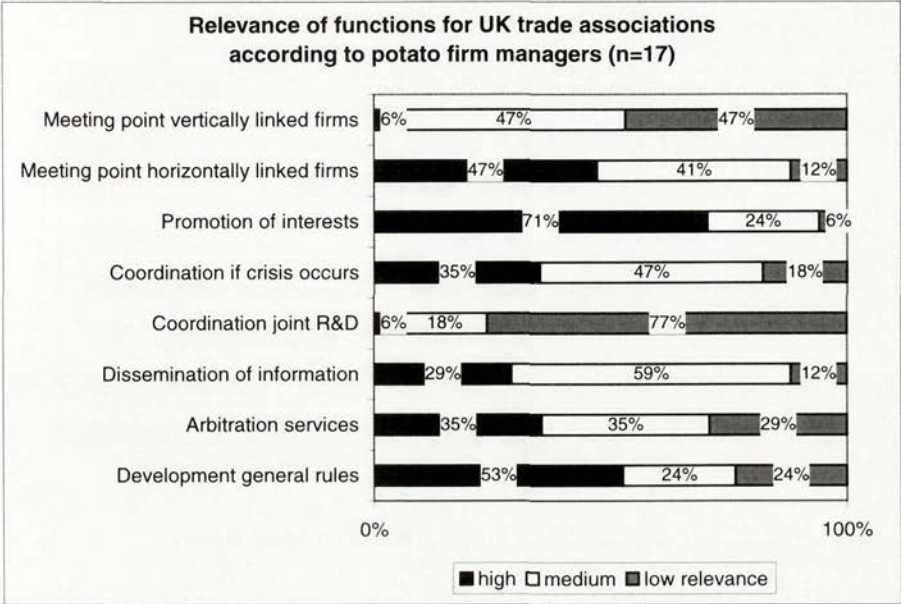 Relevance of functions for UK trade associations
according to potato firm managers (n=17)
Meeting point vertically linked firms 6% 47% 47%
Meeting point horizontally linked firms 47% 41% 12%
Promotion of interests 71% 24% 6%
Coordination if crisis occurs 35% 47% 18%
Coordination joint R&D 6% 18% 77%
Dissemination of information 29% 59% 12%
Arbitration services 35% 35% 29%
Development general rules 53% 24% 24%
0% 100%
high medium low relevance